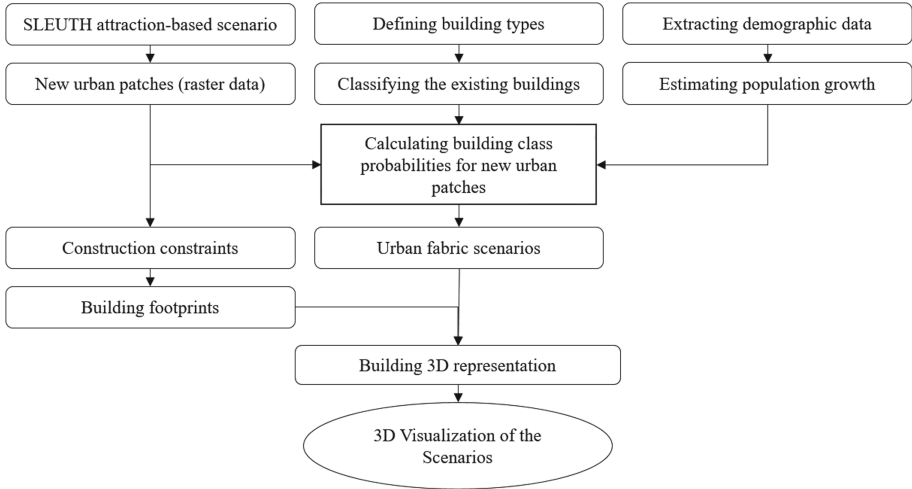 SLEUTH attraction-based scenario
Defining building types
Extracting demographic data
New urban patches (raster data)
Classifying the existing buildings
Estimating population growth
Calculating building class
probabilities for new urban
patches
Construction constraints
Urban fabric scenarios
Building footprints
Building 3D representation
3D Visualization of the
Scenarios